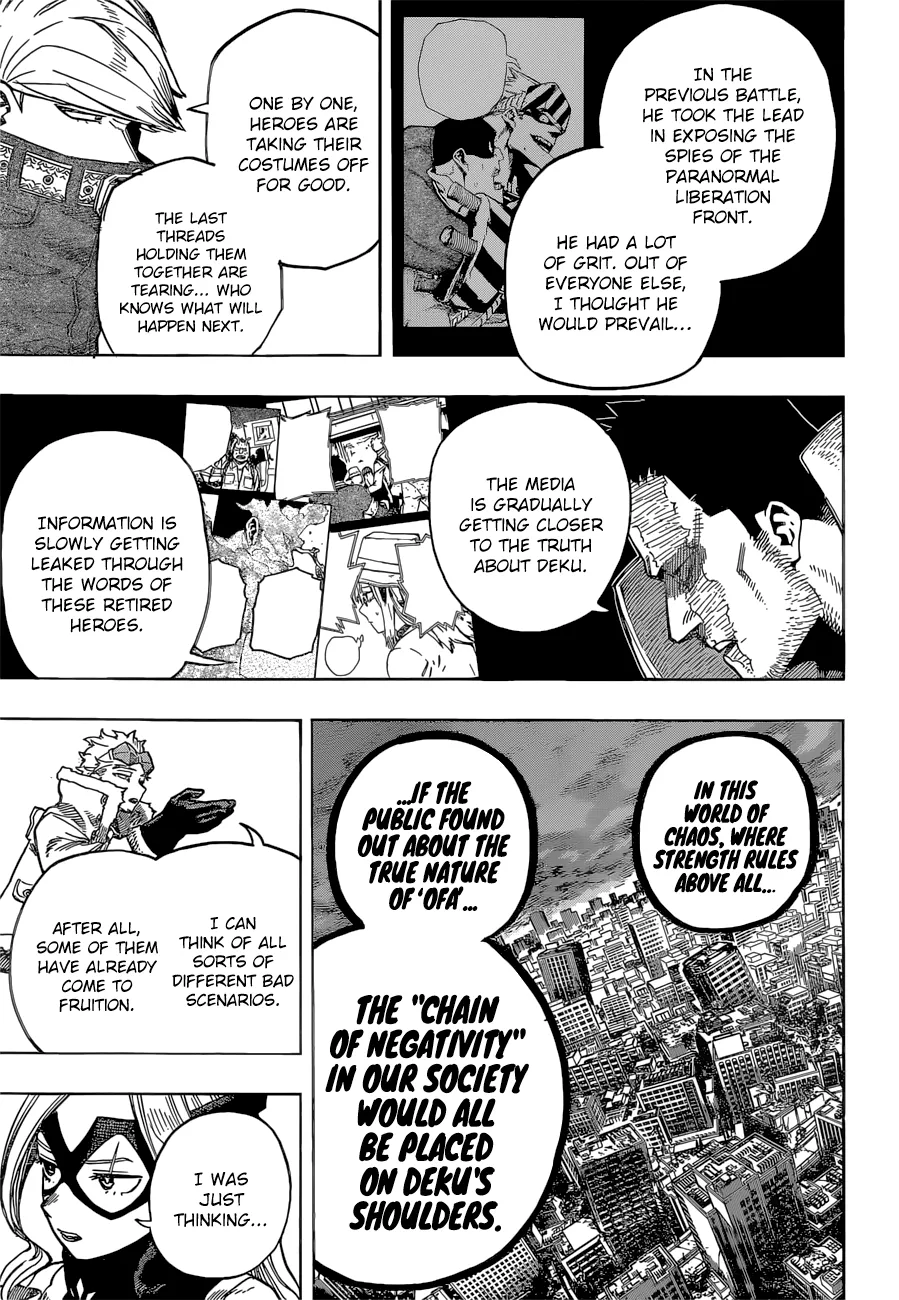 IN THE
PREVIOUS BATTLE,
HE TOOK THE LEAD
IN EXPOSING THE
SPIES OF THE
PARANORMAL
LIBERATION
FRONT.
HE HAD A LOT
OF GRIT. OUT OF
EVERYONE ELSE,
I THOUGHT HE
WOULD PREVAIL...
ONE BY ONE,
HEROES ARE
TAKING THEIR
COSTUMES OFF
FOR GOOD.
THE LAST
THREADS
HOLDING THEM
TOGETHER ARE
TEARING... WHO
KNOWS WHAT WILL
HAPPEN NEXT.
THE MEDIA
IS GRADUALLY
GETTING CLOSER
TO THE TRUTH
ABOUT DEKU.
INFORMATION IS
SLOWLY GETTING
LEAKED THROUGH
THE WORDS OF
THESE RETIRED
HEROES.
IN THIS
WORLD OF
CHAOS, WHERE
STRENGTH RULES
ABOVE ALL...
...IF THE
PUBLIC FOUND
OUT ABOUT THE
TRUE NATURE
OF 'OFA'...
THE "CHAIN
OF NEGATIVITY"
IN OUR SOCIETY
WOULD ALL
BE PLACED
ON DEKU'S
SHOULDERS.
I CAN
THINK OF ALL
SORTS OF
DIFFERENT BAD
SCENARIOS.
AFTER ALL,
SOME OF THEM
HAVE ALREADY
COME TO
FRUITION.
I WAS
JUST
THINKING...